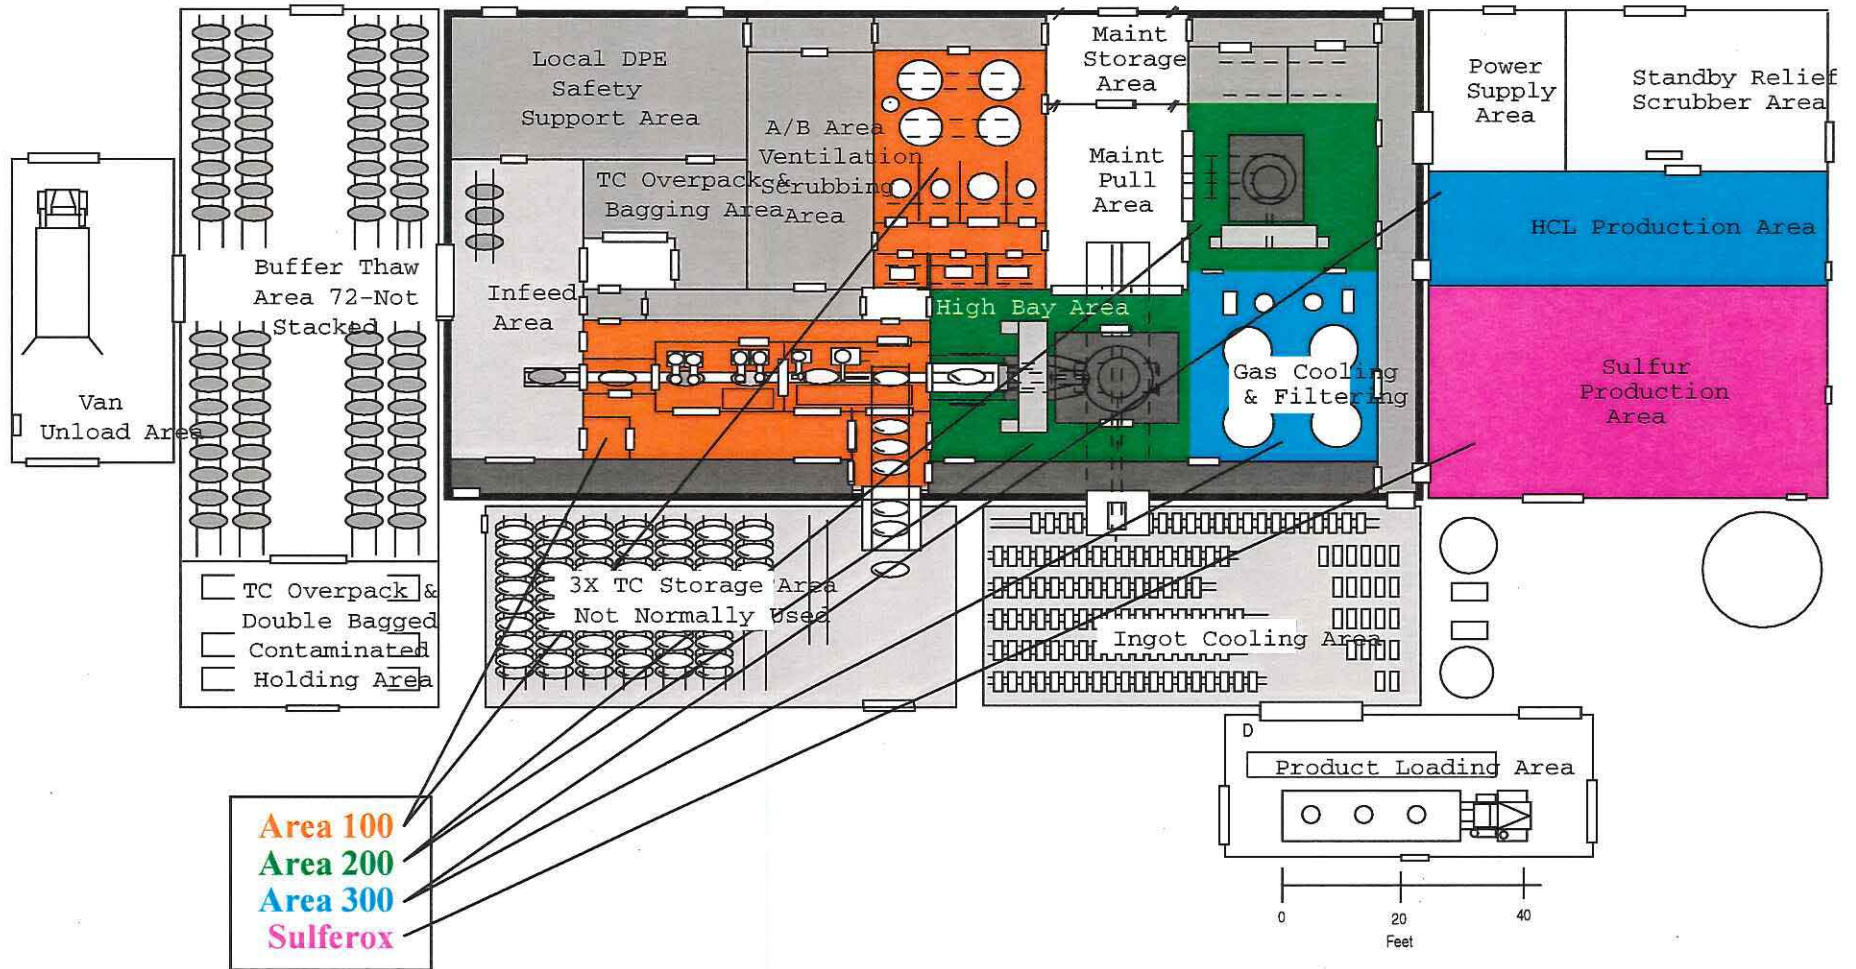 Local DPE
Safety
Support Area
A/B Area
Ventilation
Scrubbing
Area
TC Overpack &
Bagging Area
Maint
Storage
Area
Maint
Pull
Area
Power
Supply
Area
Standby Relief
Scrubber Area
HCL Production Area
Buffer Thaw
Area 72-Not
Stacked
Infeed
Area
High Bay Area
Gas Cooling
& Filtering
Sulfur
Production
Area
Van
Unload Area
TC Overpack &
Double Bagged
Contaminated
Holding Area
3X TC Storage Area
Not Normally Used
Ingot Cooling Area
D
Product Loading Area
Area 100
Area 200
Area 300
Sulferox
0 20 40
Feet